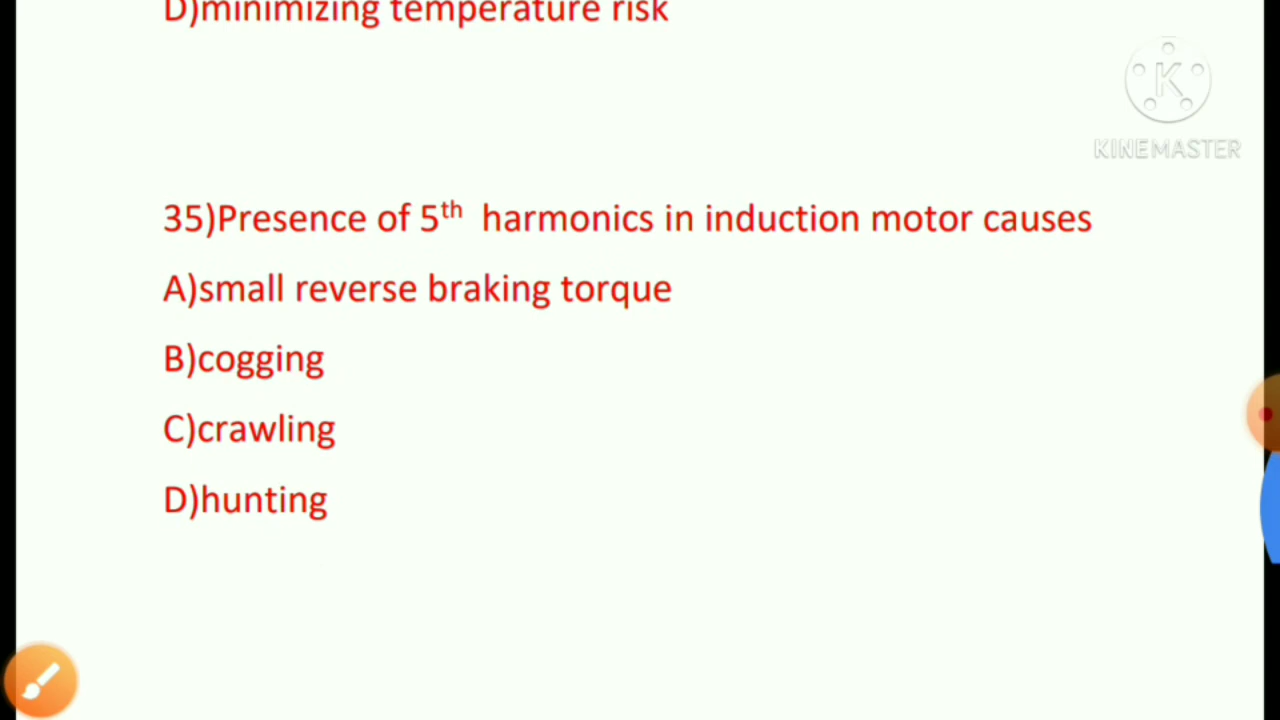 D)minimizing temperature risk
K
KINEMASTER
35)Presence of 5th harmonics in induction motor causes
A)small reverse braking torque
B)cogging
C)crawling
D)hunting